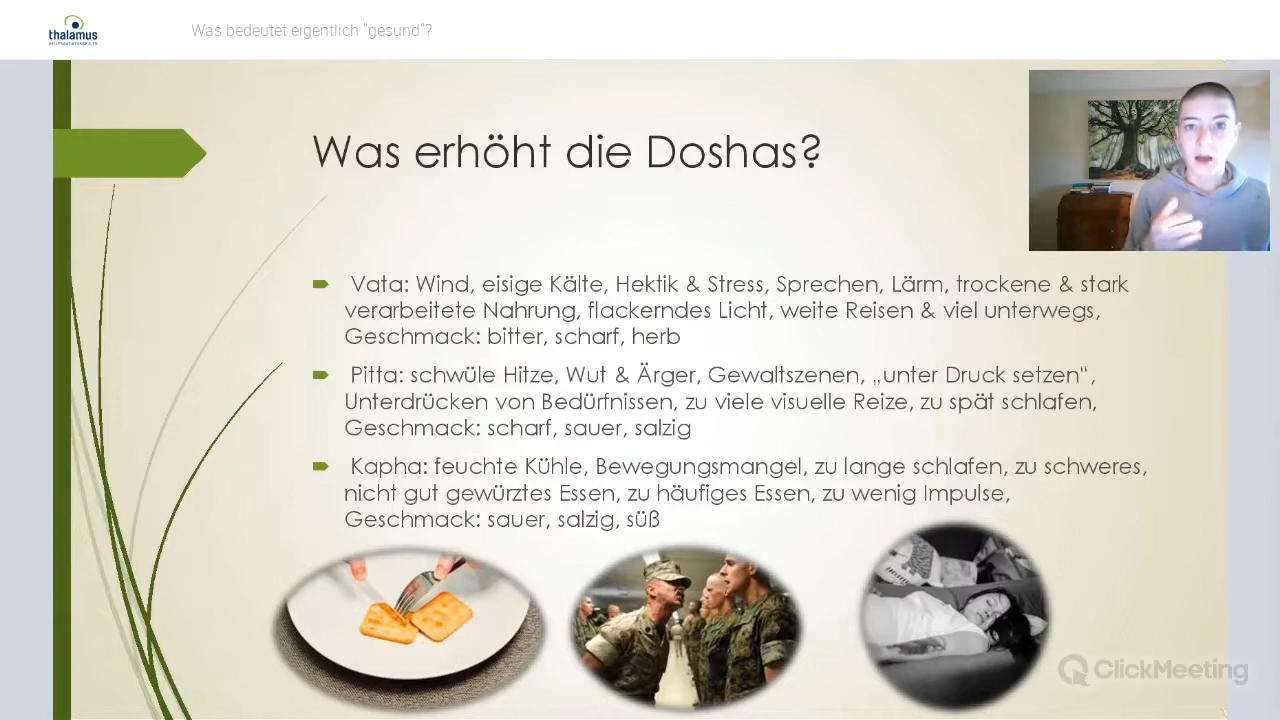 thalamus
Was bedeutet eigentlich "gesund"?
Was erhöht die Doshas?
Vata: Wind, eisige Kälte, Hektik & Stress, Sprechen, Lärm, trockene & stark
verarbeitete Nahrung, flackerndes Licht, weite Reisen & viel unterwegs,
Geschmack: bitter, scharf, herb
Pitta: schwüle Hitze, Wut & Ärger, Gewaltszenen, „unter Druck setzen“,
Unterdrücken von Bedürfnissen, zu viele visuelle Reize, zu spät schlafen,
Geschmack: scharf, sauer, salzig
Kapha: feuchte Kühle, Bewegungsmangel, zu lange schlafen, zu schweres,
nicht gut gewürztes Essen, zu häufiges Essen, zu wenig Impulse,
Geschmack: sauer, salzig, süß
ClickMeeting